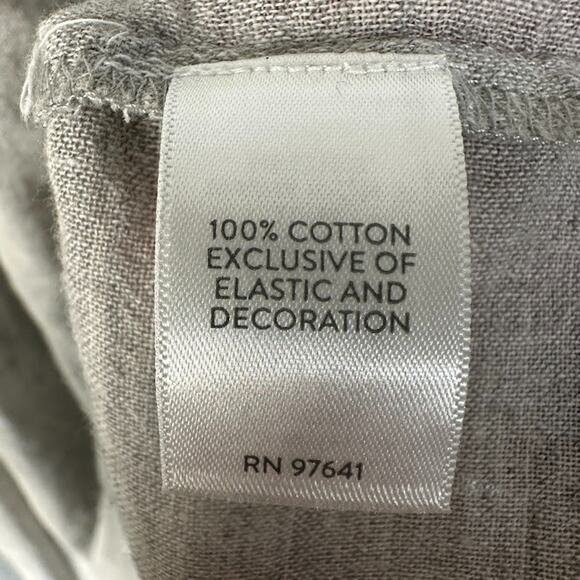 100% COTTON
EXCLUSIVE OF
ELASTIC AND
DECORATION
RN 97641